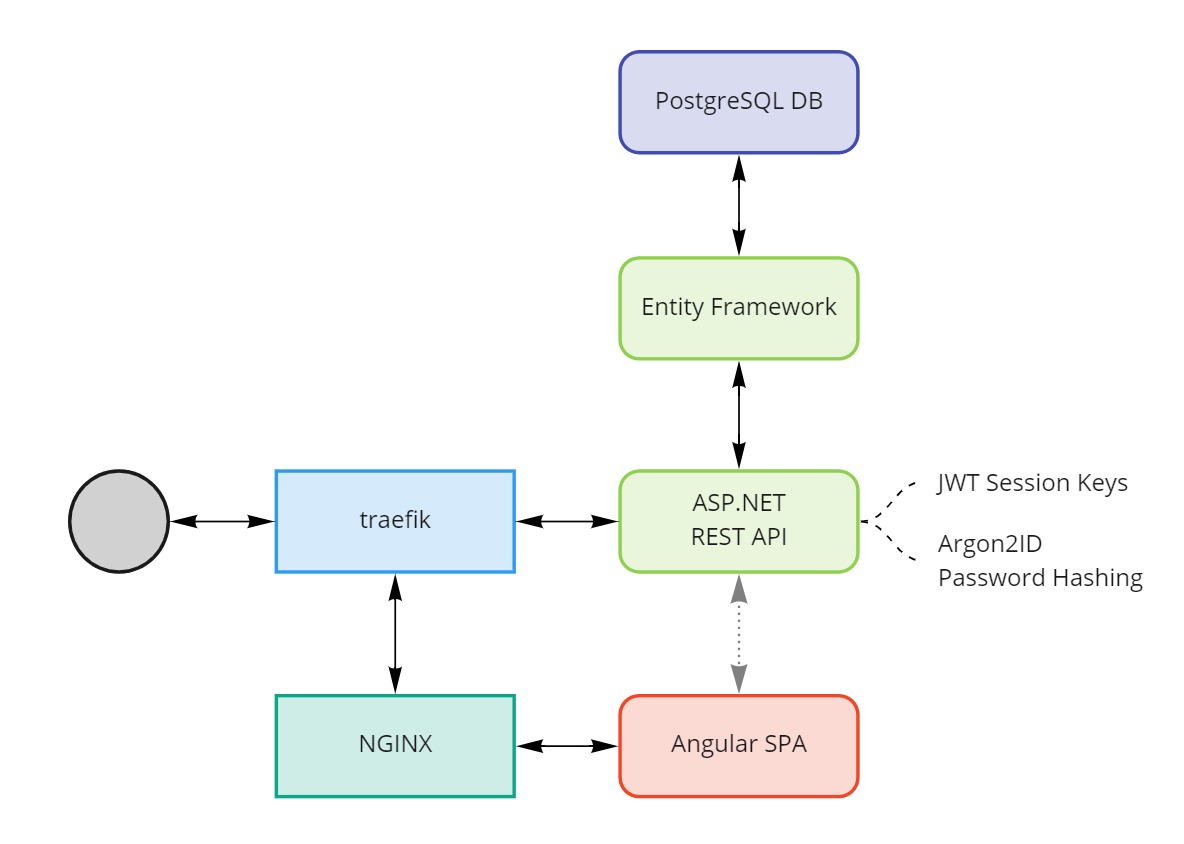 PostgreSQL DB
Entity Framework
traefik
ASP.NET
REST API
JWT Session Keys
Argon2ID
Password Hashing
NGINX
Angular SPA